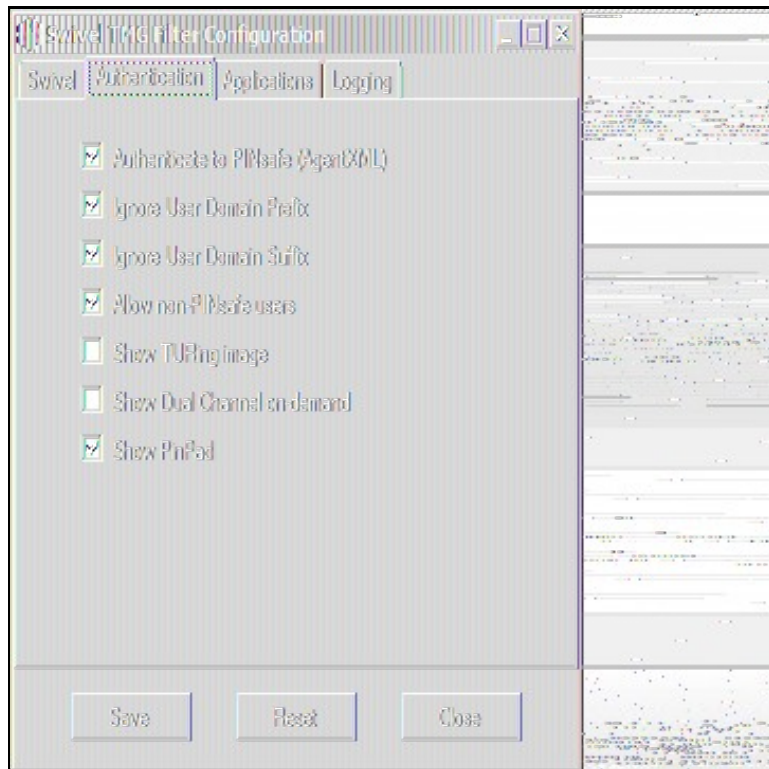 Swivel TMG Filter Configuration
Swivel Authentication Applications Logging
Authenticate to PINsafe (AgentXML)
Ignore User Domain Prefix
Ignore User Domain Suffix
Allow non-PINsafe users
Show TURing image
Show Dual Channel on-demand
Show PinPad
Save Reset Close